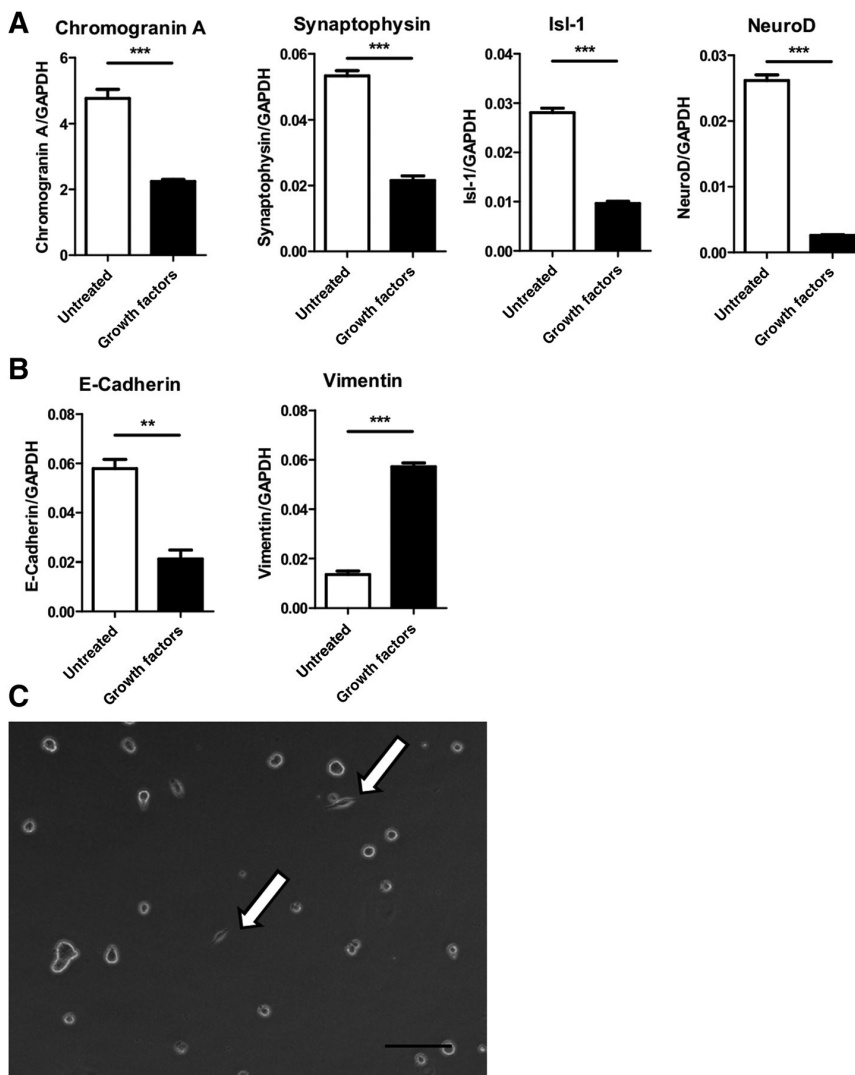 A
Chromogranin A
***
Chromogranin A/GAPDH
6
4
2
0
Untreated
Growth factors
Synaptophysin
***
Synaptophysin/GAPDH
0.06
0.04
0.02
0.00
Untreated
Growth factors
Isl-1
***
Isl-1/GAPDH
0.04
0.03
0.02
0.01
0.00
Untreated
Growth factors
NeuroD
***
NeuroD/GAPDH
0.03
0.02
0.01
0.00
Untreated
Growth factors
B
E-Cadherin
**
E-Cadherin/GAPDH
0.08
0.06
0.04
0.02
0.00
Untreated
Growth factors
Vimentin
***
Vimentin/GAPDH
0.08
0.06
0.04
0.02
0.00
Untreated
Growth factors
C